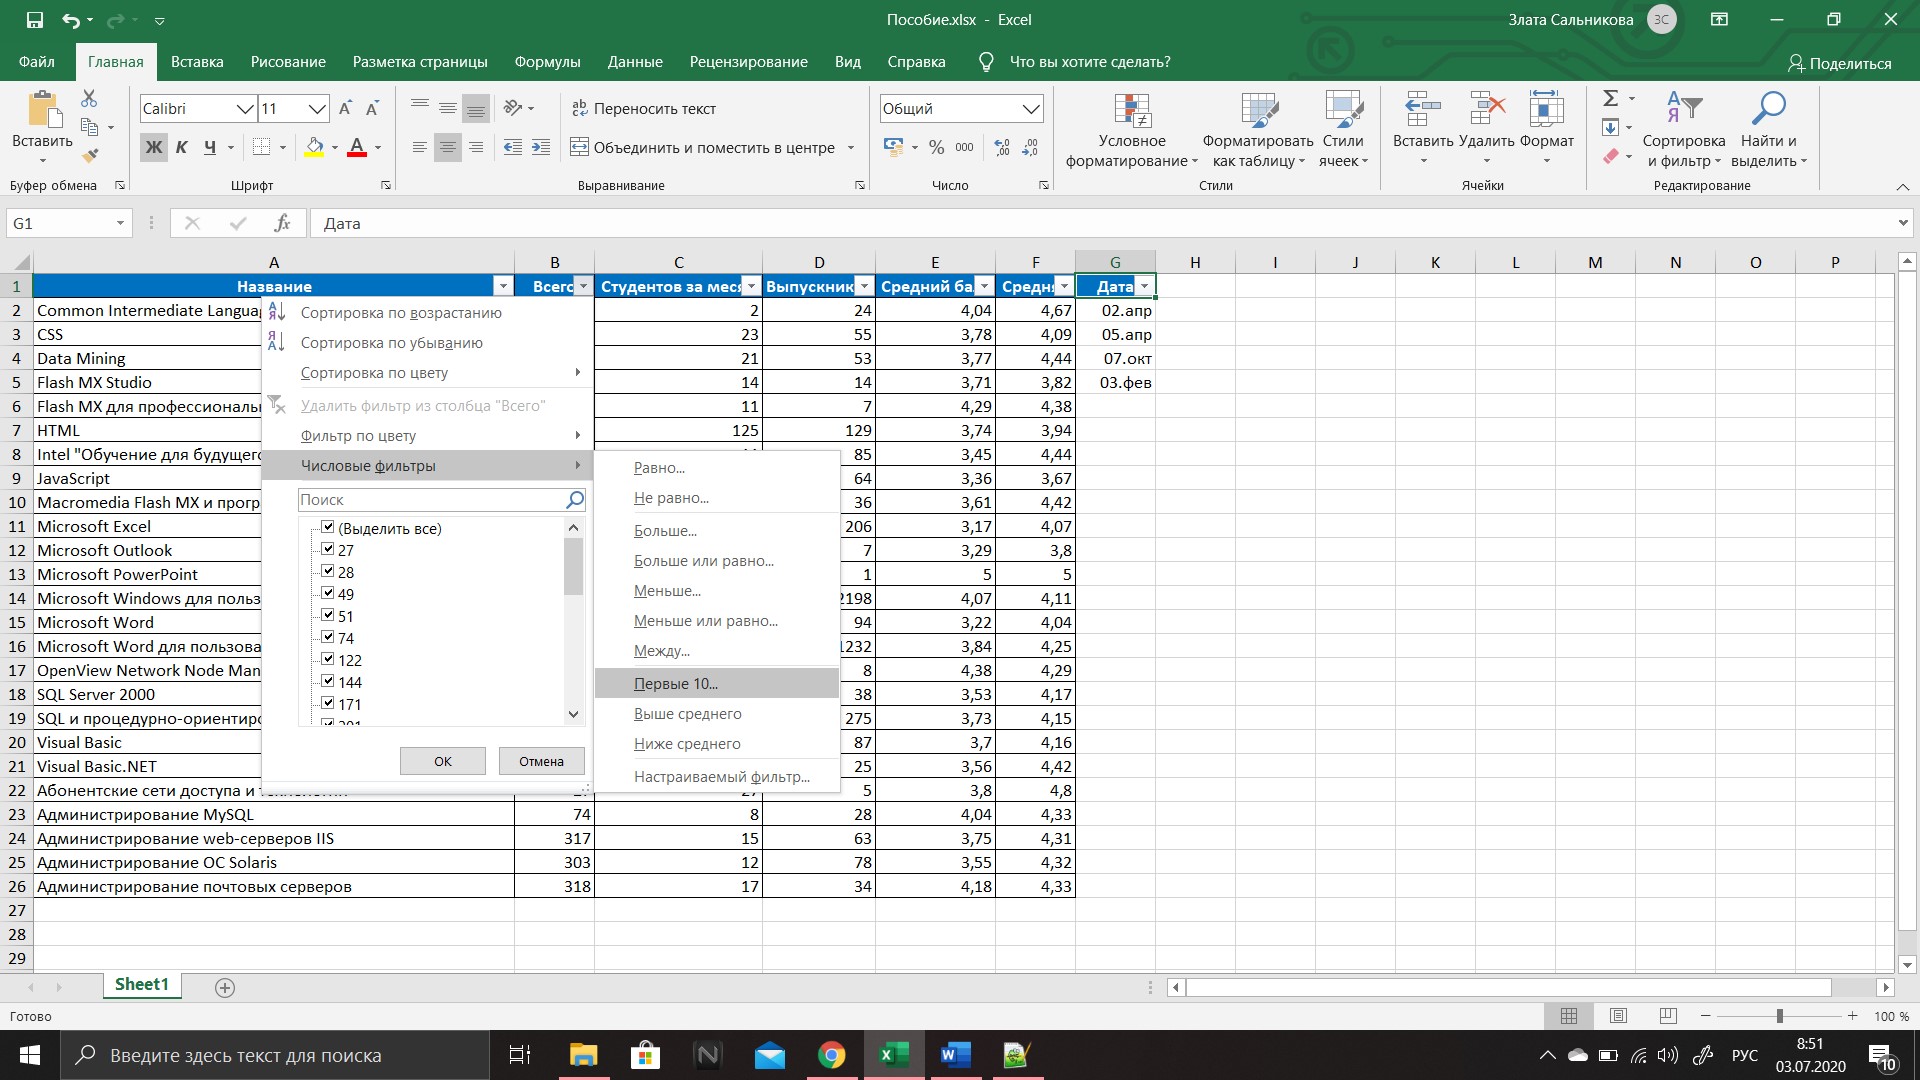 Пособие.xlsx - Excel
Злата Сальникова ЗС
Файл Главная Вставка Рисование Разметка страницы Формулы Данные Рецензирование Вид Справка Что вы хотите сделать? Поделиться
Вставить
Calibri 11
Ж К Ч
Переносить текст
Объединить и поместить в центре
Общий
% 000
Условное форматирование
Форматировать как таблицу
Стили ячеек
Вставить Удалить Формат
Сортировка и фильтр
Найти и выделить
Буфер обмена Шрифт Выравнивание Число Стили Ячейки Редактирование
G1 fx Дата
A B C D E F G H I J K L M N O P
1 Название Всего Студентов за меся Выпускник Средний ба Средня Дата
2 Common Intermediate Langua 2 24 4,04 4,67 02.апр
3 CSS 23 55 3,78 4,09 05.апр
4 Data Mining 21 53 3,77 4,44 07.окт
5 Flash MX Studio 14 14 3,71 3,82 03.фев
6 Flash MX для профессиональ 11 7 4,29 4,38
7 HTML 125 129 3,74 3,94
8 Intel "Обучение для будущего 85 3,45 4,44
9 JavaScript 64 3,36 3,67
10 Macromedia Flash MX и прогр 36 3,61 4,42
11 Microsoft Excel 206 3,17 4,07
12 Microsoft Outlook 7 3,29 3,8
13 Microsoft PowerPoint 1 5 5
14 Microsoft Windows для польз 2198 4,07 4,11
15 Microsoft Word 94 3,22 4,04
16 Microsoft Word для пользова 1232 3,84 4,25
17 OpenView Network Node Man 8 4,38 4,29
18 SQL Server 2000 38 3,53 4,17
19 SQL и процедурно-ориентиро 275 3,73 4,15
20 Visual Basic 87 3,7 4,16
21 Visual Basic.NET 25 3,56 4,42
22 Абонентские сети доступа и 5 3,8 4,8
23 Администрирование MySQL 74 8 28 4,04 4,33
24 Администрирование web-серверов IIS 317 15 63 3,75 4,31
25 Администрирование ОС Solaris 303 12 78 3,55 4,32
26 Администрирование почтовых серверов 318 17 34 4,18 4,33
27
28
29
Сортировка по возрастанию
Сортировка по убыванию
Сортировка по цвету
Удалить фильтр из столбца "Всего"
Фильтр по цвету
Числовые фильтры
Поиск
(Выделить все)
27
28
49
51
74
122
144
171
ОК Отмена
Равно...
Не равно...
Больше...
Больше или равно...
Меньше...
Меньше или равно...
Между...
Первые 10...
Выше среднего
Ниже среднего
Настраиваемый фильтр...
Sheet1
Готово
100 %
Введите здесь текст для поиска
РУС
8:51
03.07.2020
10